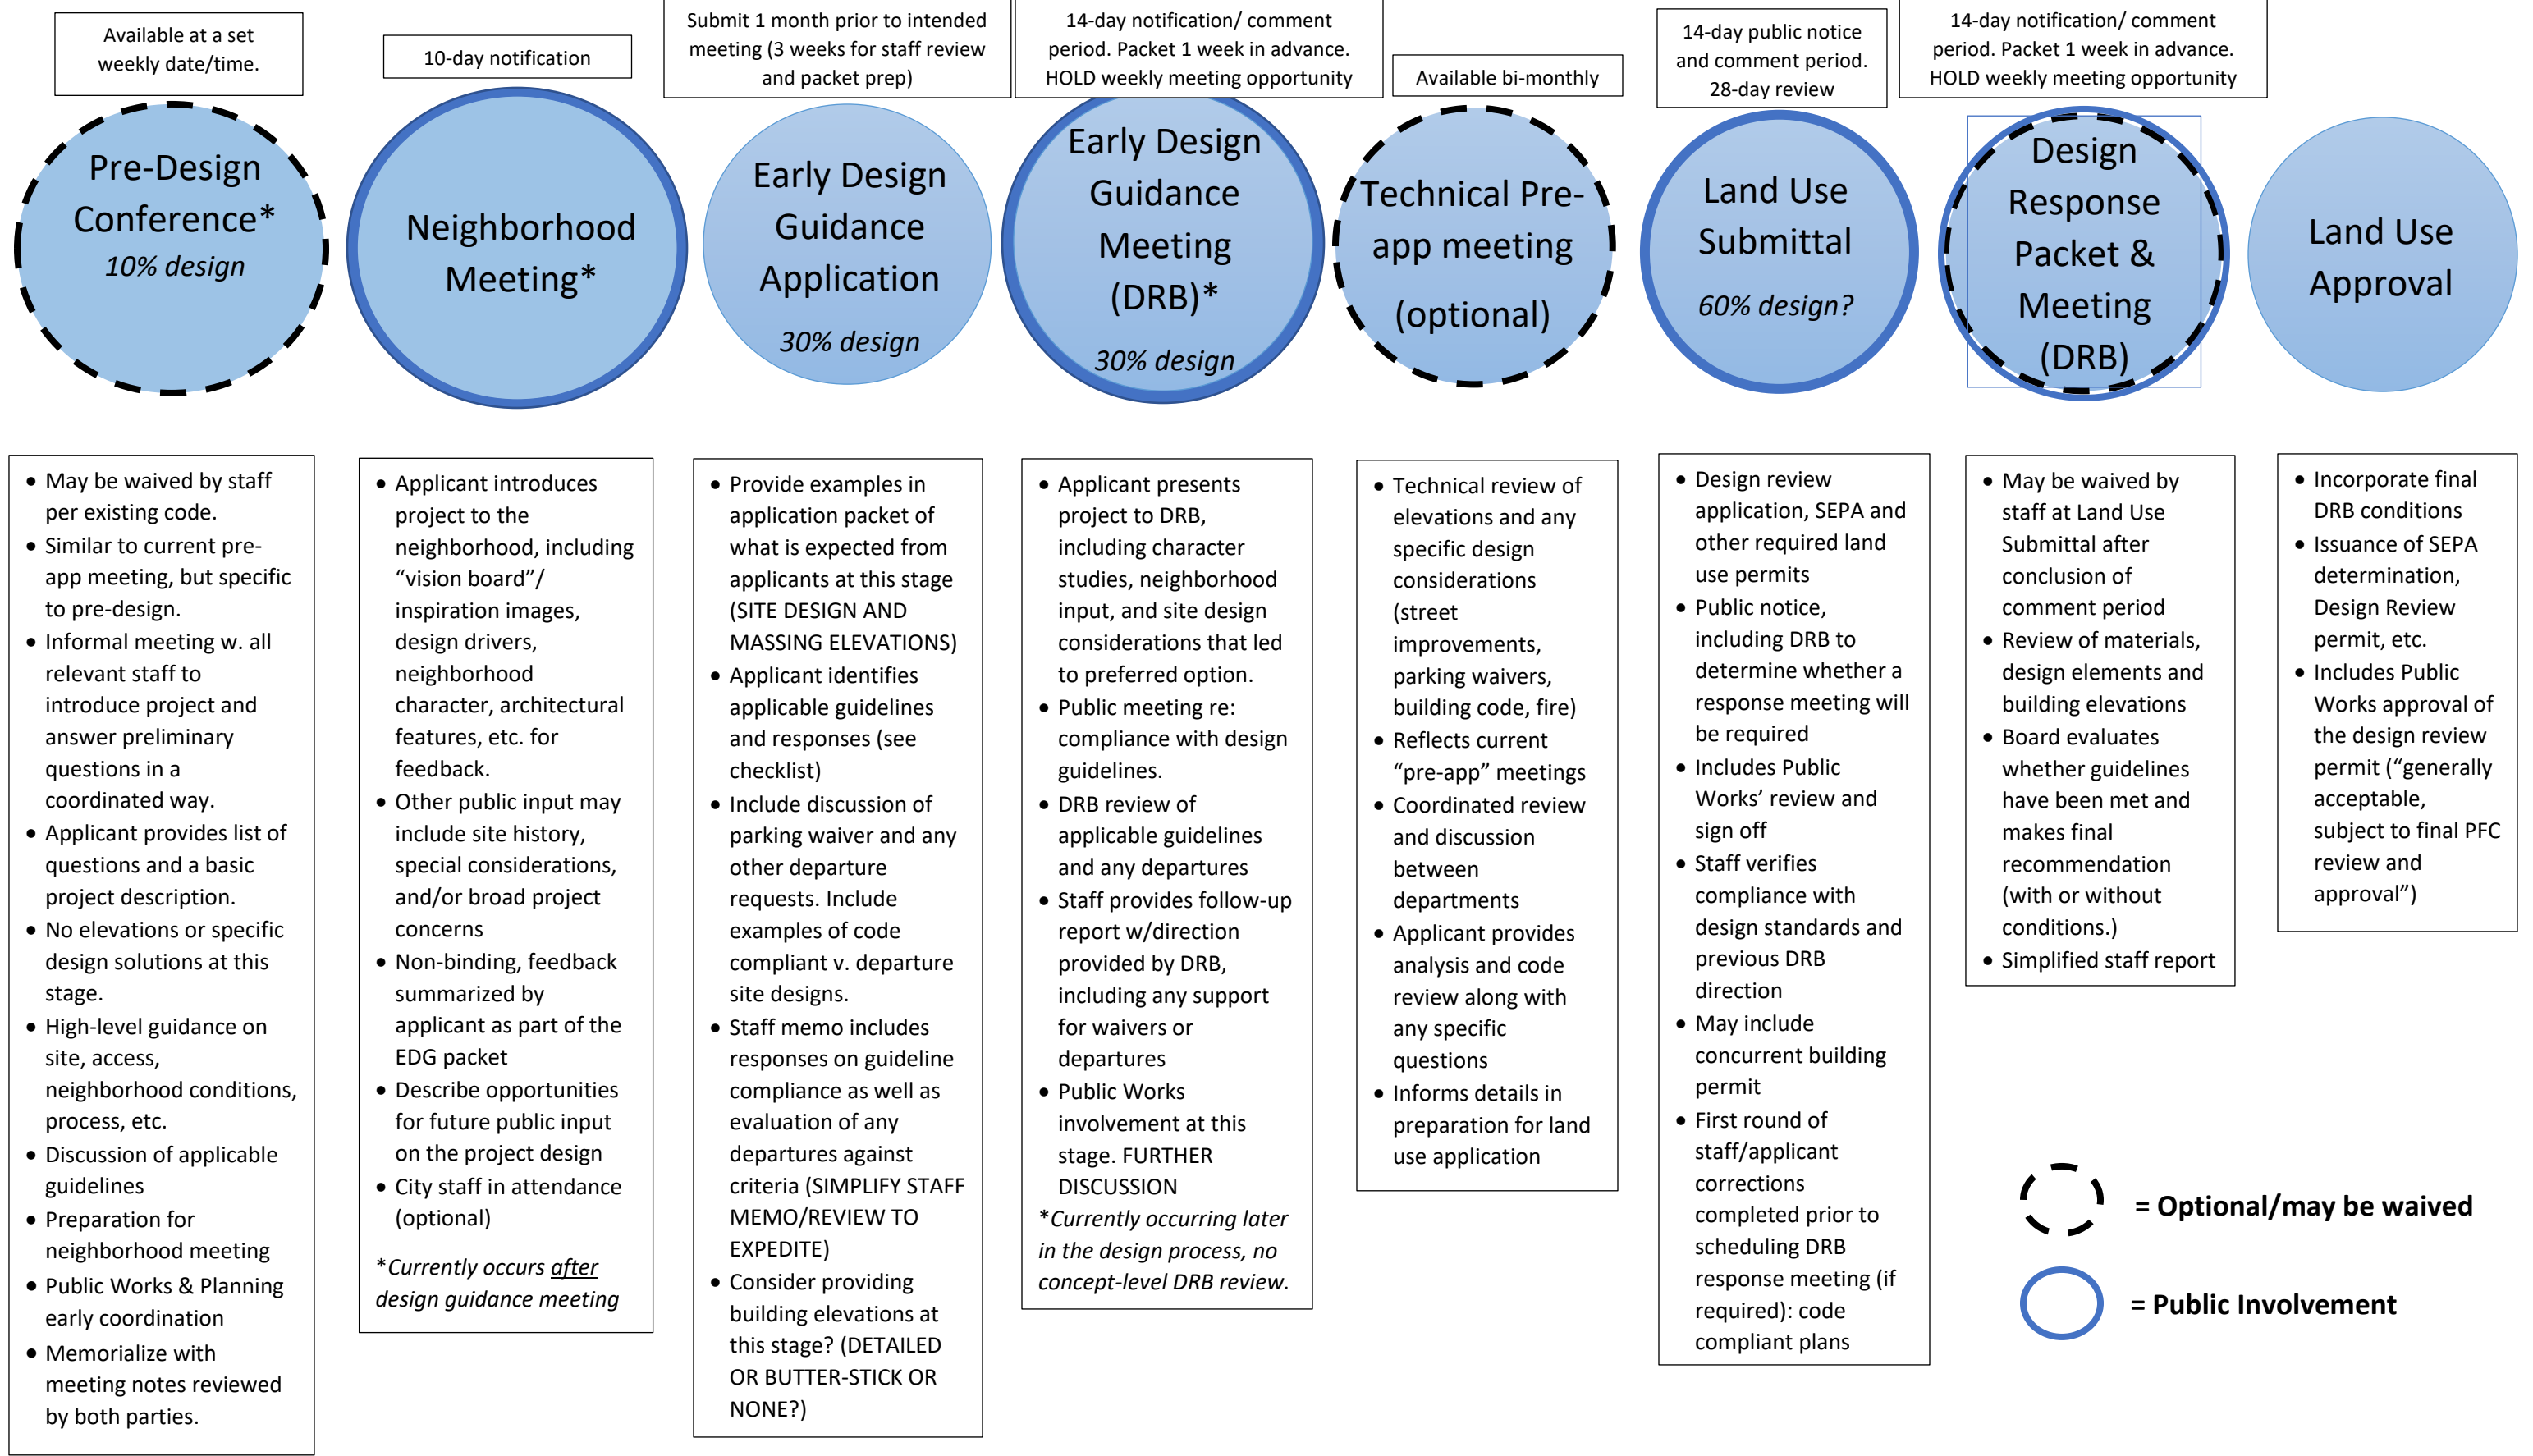 Available at a set
weekly date/time.
10-day notification
Submit 1 month prior to intended
meeting (3 weeks for staff review
and packet prep)
14-day notification/ comment
period. Packet 1 week in advance.
HOLD weekly meeting opportunity
Available bi-monthly
14-day public notice
and comment period.
28-day review
14-day notification/ comment
period. Packet 1 week in advance.
HOLD weekly meeting opportunity
Pre-Design
Conference*
10% design
Neighborhood
Meeting*
Early Design
Guidance
Application
30% design
Early Design
Guidance
Meeting
(DRB)*
30% design
Technical Pre-
app meeting
(optional)
Land Use
Submittal
60% design?
Design
Response
Packet &
Meeting
(DRB)
Land Use
Approval
• May be waived by staff
per existing code.
• Similar to current pre-
app meeting, but specific
to pre-design.
• Informal meeting w. all
relevant staff to
introduce project and
answer preliminary
questions in a
coordinated way.
• Applicant provides list of
questions and a basic
project description.
• No elevations or specific
design solutions at this
stage.
• High-level guidance on
site, access,
neighborhood conditions,
process, etc.
• Discussion of applicable
guidelines
• Preparation for
neighborhood meeting
• Public Works & Planning
early coordination
• Memorialize with
meeting notes reviewed
by both parties.
• Applicant introduces
project to the
neighborhood, including
“vision board”/
inspiration images,
design drivers,
neighborhood
character, architectural
features, etc. for
feedback.
• Other public input may
include site history,
special considerations,
and/or broad project
concerns
• Non-binding, feedback
summarized by
applicant as part of the
EDG packet
• Describe opportunities
for future public input
on the project design
• City staff in attendance
(optional)
*Currently occurs after
design guidance meeting
• Provide examples in
application packet of
what is expected from
applicants at this stage
(SITE DESIGN AND
MASSING ELEVATIONS)
• Applicant identifies
applicable guidelines
and responses (see
checklist)
• Include discussion of
parking waiver and any
other departure
requests. Include
examples of code
compliant v. departure
site designs.
• Staff memo includes
responses on guideline
compliance as well as
evaluation of any
departures against
criteria (SIMPLIFY STAFF
MEMO/REVIEW TO
EXPEDITE)
• Consider providing
building elevations at
this stage? (DETAILED
OR BUTTER-STICK OR
NONE?)
• Applicant presents
project to DRB,
including character
studies, neighborhood
input, and site design
considerations that led
to preferred option.
• Public meeting re:
compliance with design
guidelines.
• DRB review of
applicable guidelines
and any departures
• Staff provides follow-up
report w/direction
provided by DRB,
including any support
for waivers or
departures
• Public Works
involvement at this
stage. FURTHER
DISCUSSION
*Currently occurring later
in the design process, no
concept-level DRB review.
• Technical review of
elevations and any
specific design
considerations
(street
improvements,
parking waivers,
building code, fire)
• Reflects current
“pre-app” meetings
• Coordinated review
and discussion
between
departments
• Applicant provides
analysis and code
review along with
any specific
questions
• Informs details in
preparation for land
use application
• Design review
application, SEPA and
other required land
use permits
• Public notice,
including DRB to
determine whether a
response meeting will
be required
• Includes Public
Works’ review and
sign off
• Staff verifies
compliance with
design standards and
previous DRB
direction
• May include
concurrent building
permit
• First round of
staff/applicant
corrections
completed prior to
scheduling DRB
response meeting (if
required): code
compliant plans
• May be waived by
staff at Land Use
Submittal after
conclusion of
comment period
• Review of materials,
design elements and
building elevations
• Board evaluates
whether guidelines
have been met and
makes final
recommendation
(with or without
conditions.)
• Simplified staff report
• Incorporate final
DRB conditions
• Issuance of SEPA
determination,
Design Review
permit, etc.
• Includes Public
Works approval of
the design review
permit (“generally
acceptable,
subject to final PFC
review and
approval”)
= Optional/may be waived
= Public Involvement